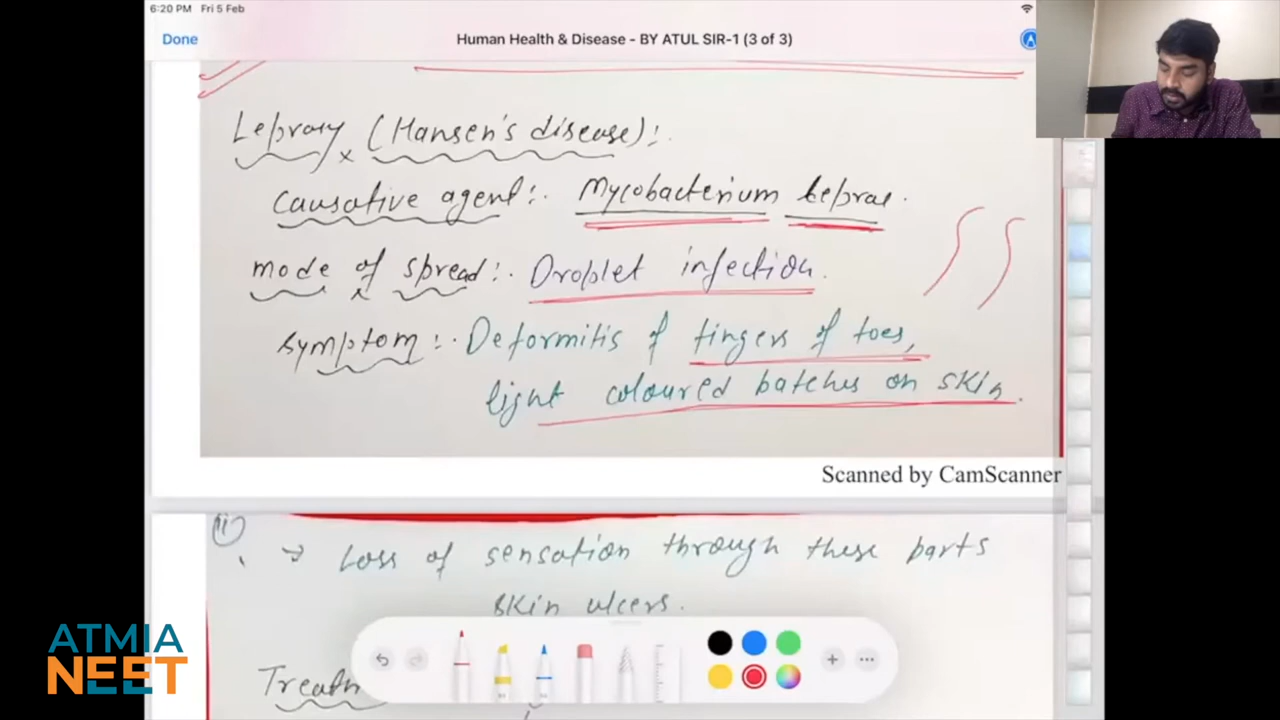 6:20 PM Fri 5 Feb
Done
Human Health & Disease - BY ATUL SIR-1 (3 of 3)
Leprosy (Hansen's disease):
Causative agent:. Mycobacterium leprae.
mode of spread:. Droplet infection.
symptom:. Deformitis of fingers of toes,
light coloured batches on skin.
Scanned by CamScanner
(11)
→ Loss of sensation through these parts
skin ulcers.
ATMIA
NEET